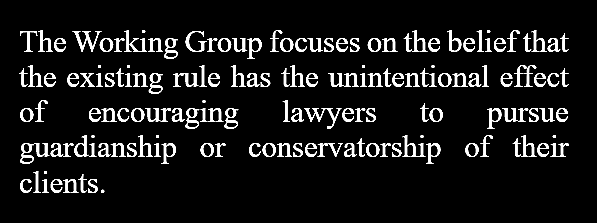 The Working Group focuses on the belief that
the existing rule has the unintentional effect
of encouraging lawyers to pursue
guardianship or conservatorship of their
clients.